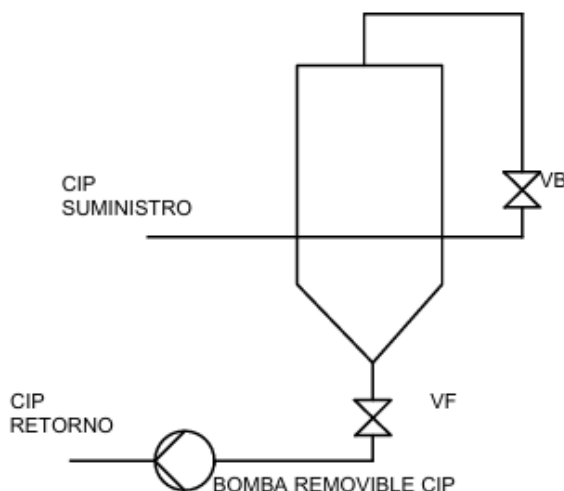 CIP
SUMINISTRO
VB
CIP
RETORNO
VF
BOMBA REMOVIBLE CIP